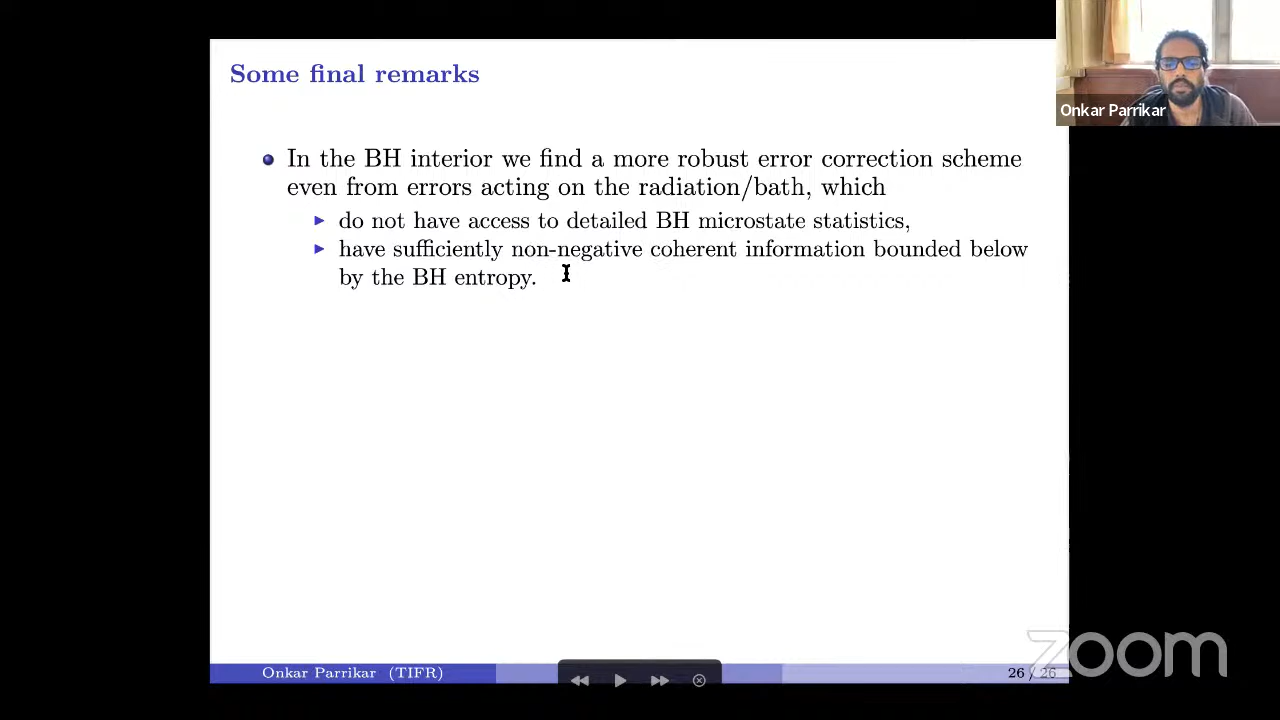 Some final remarks
Onkar Parrikar
In the BH interior we find a more robust error correction scheme
even from errors acting on the radiation/bath, which
do not have access to detailed BH microstate statistics,
have sufficiently non-negative coherent information bounded below
by the BH entropy.
zoom
Onkar Parrikar (TIFR)
26 / 26